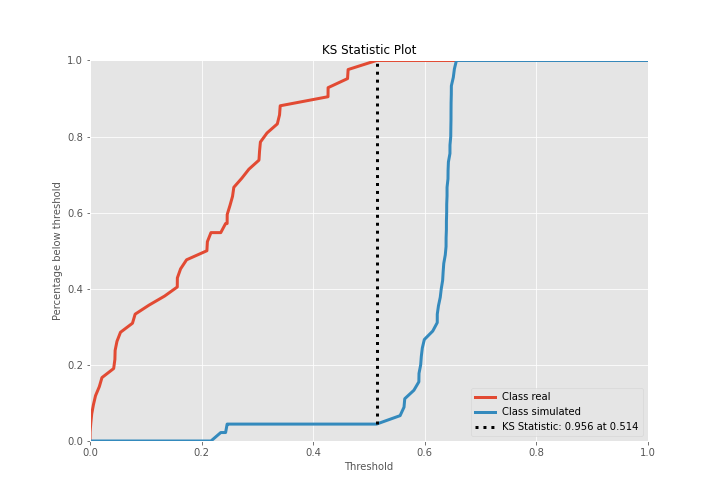 KS Statistic Plot
1.0
0.8
0.6
0.4
0.2
0.0
Percentage below threshold
0.0 0.2 0.4 0.6 0.8 1.0
Threshold
Class real
Class simulated
KS Statistic: 0.956 at 0.514